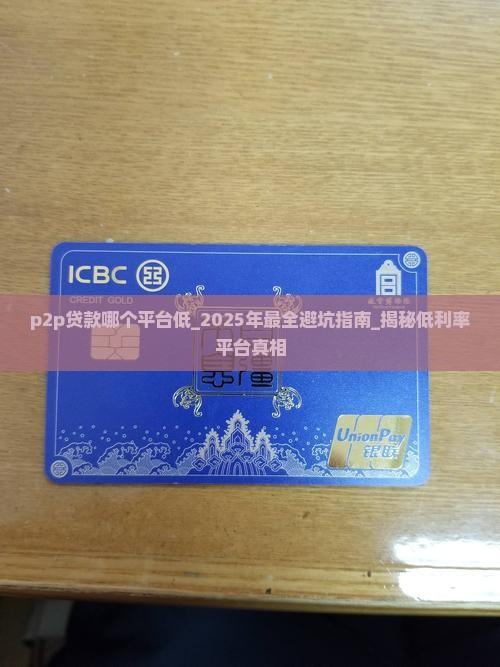 ICBC
CREDIT GOLD
p2p贷款哪个平台低_2025年最全避坑指南_揭秘低利率
平台真相
UnionPay
银联